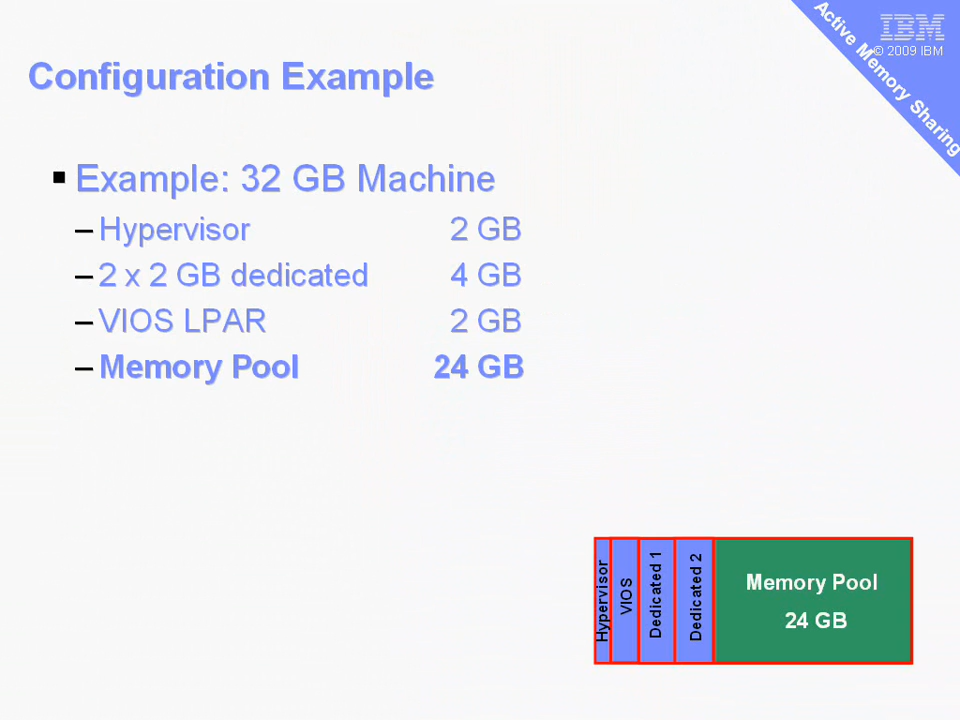 Active Memory Sharing
IBM
© 2009 IBM
Configuration Example
▪ Example: 32 GB Machine
– Hypervisor 2 GB
– 2 x 2 GB dedicated 4 GB
– VIOS LPAR 2 GB
– Memory Pool 24 GB
Hypervisor
VIOS
Dedicated 1
Dedicated 2
Memory Pool
24 GB